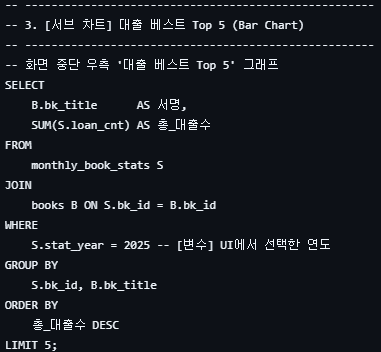 -- ----------------------------------------------------
-- 3. [서브 차트] 대출 베스트 Top 5 (Bar Chart)
-- ----------------------------------------------------
-- 화면 중단 우측 '대출 베스트 Top 5' 그래프
SELECT
    B.bk_title      AS 서명,
    SUM(S.loan_cnt) AS 총_대출수
FROM
    monthly_book_stats S
JOIN
    books B ON S.bk_id = B.bk_id
WHERE
    S.stat_year = 2025 -- [변수] UI에서 선택한 연도
GROUP BY
    S.bk_id, B.bk_title
ORDER BY
    총_대출수 DESC
LIMIT 5;